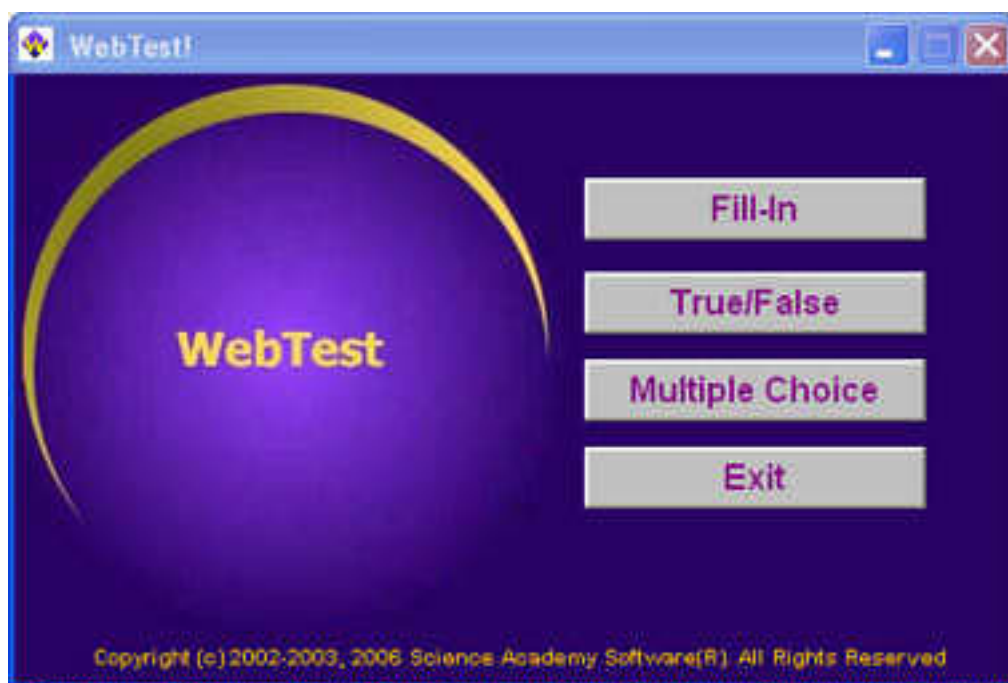 WebTest!
Fill-In
True/False
WebTest
Multiple Choice
Exit
Copyright (c) 2002-2003, 2006 Science Academy Software(R) All Rights Reserved